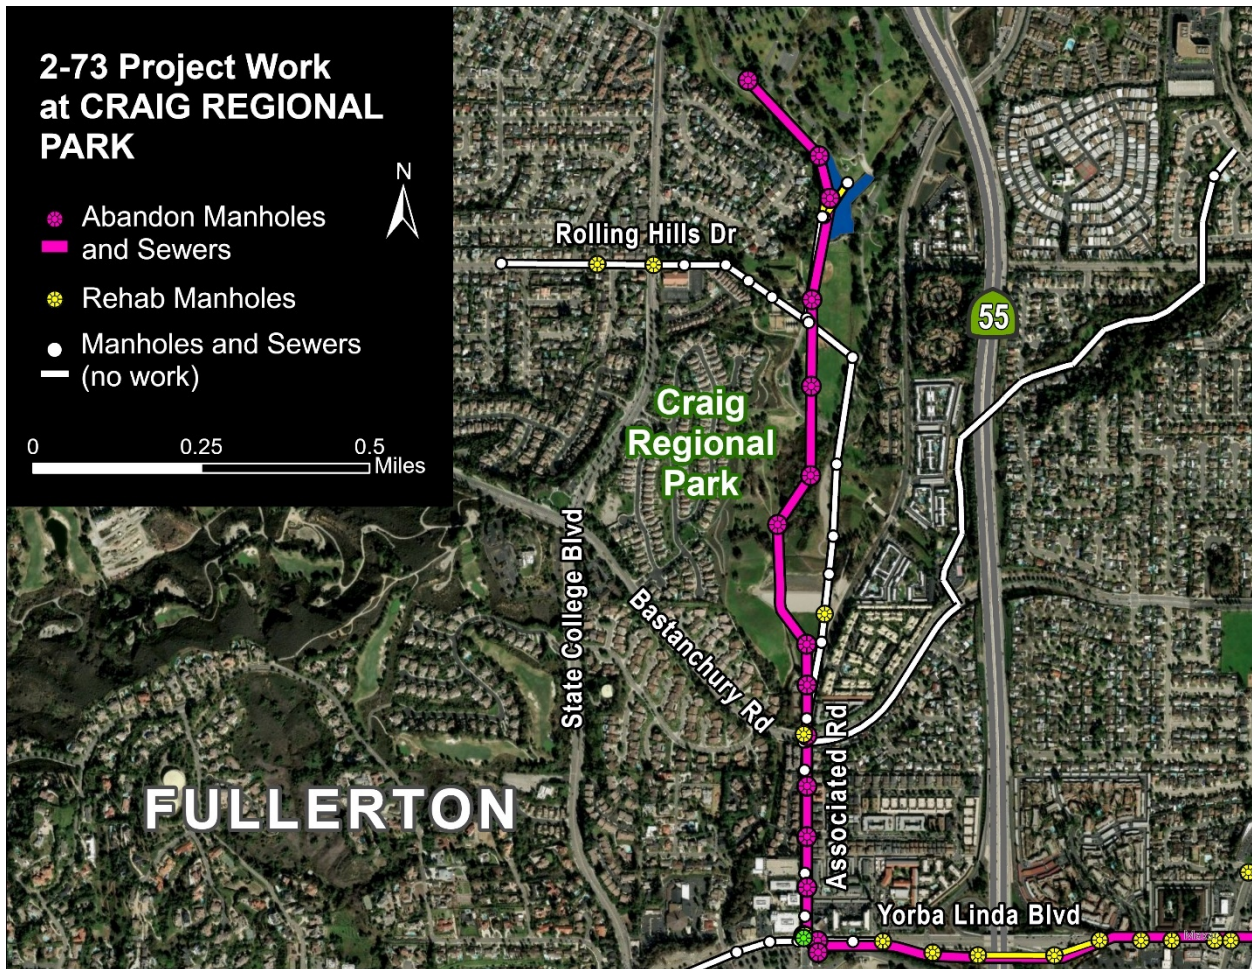 2-73 Project Work
at CRAIG REGIONAL
PARK
N
Abandon Manholes
and Sewers
Rehab Manholes
Manholes and Sewers
(no work)
0 0.25 0.5
Miles
Rolling Hills Dr
55
Craig
Regional
Park
State College Blvd
Bastanchury Rd
Associated Rd
FULLERTON
Yorba Linda Blvd